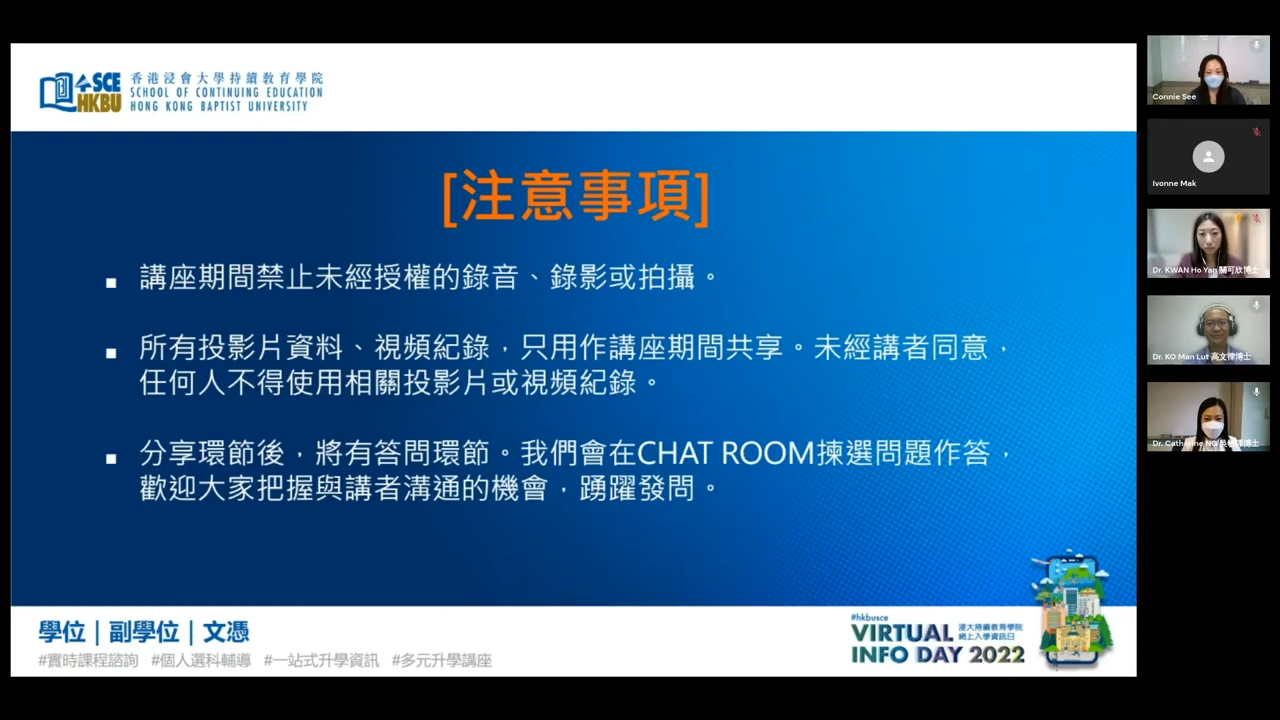 SCE
HKBU
香港浸會大學持續教育學院
SCHOOL OF CONTINUING EDUCATION
HONG KONG BAPTIST UNIVERSITY
[注意事項]
▪ 講座期間禁止未經授權的錄音、錄影或拍攝。
▪ 所有投影片資料、視頻紀錄，只用作講座期間共享。未經講者同意，
任何人不得使用相關投影片或視頻紀錄。
▪ 分享環節後，將有答問環節。我們會在CHAT ROOM揀選問題作答，
歡迎大家把握與講者溝通的機會，踴躍發問。
學位 | 副學位 | 文憑
#實時課程諮詢 #個人選科輔導 #一站式升學資訊 #多元升學講座
#hkbusce
VIRTUAL 浸大持續教育學院
網上入學資訊日
INFO DAY 2022
Connie See
Ivonne Mak
Dr. KWAN Ho Yan 關可欣博士
Dr. KO Man Lut 高文律博士
Dr. Catherine NG